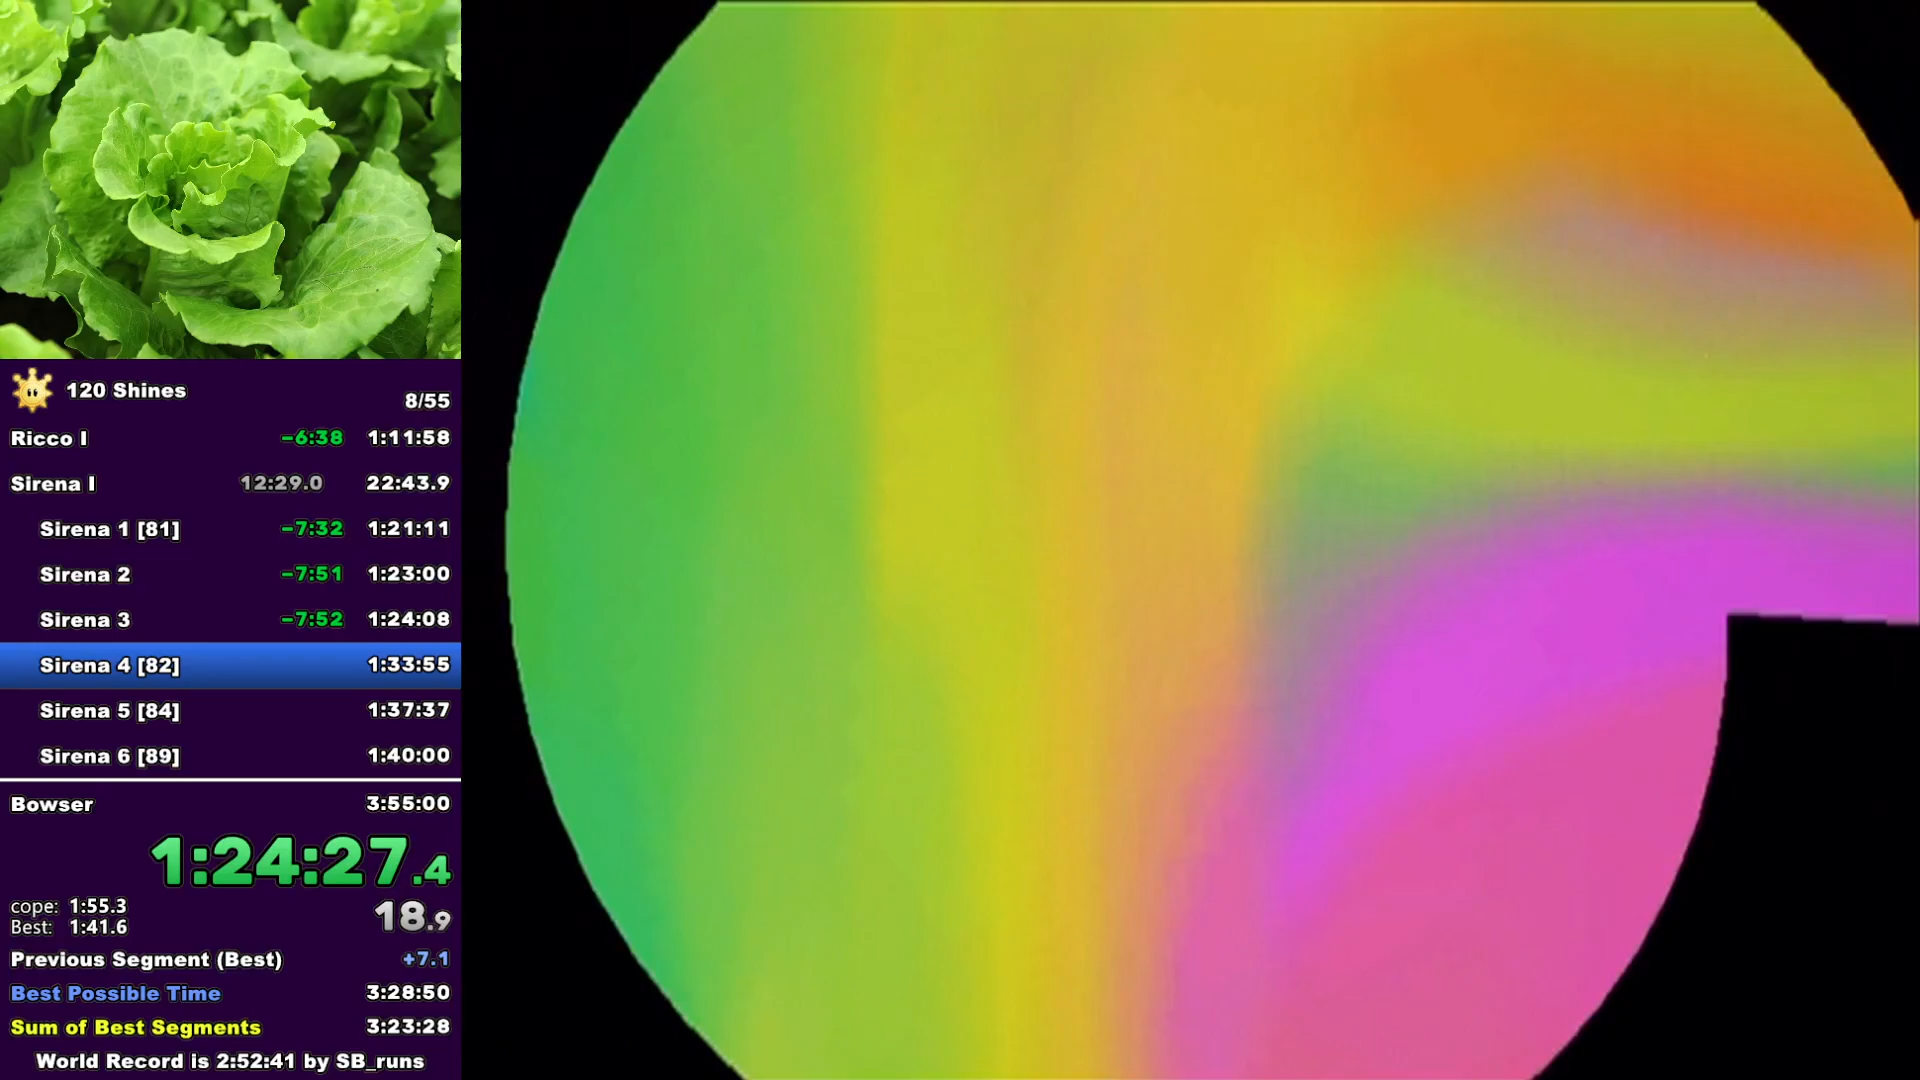 120 Shines
8/55
Ricco I -6:38 1:11:58
Sirena I 12:29.0 22:43.9
Sirena 1 [81] -7:32 1:21:11
Sirena 2 -7:51 1:23:00
Sirena 3 -7:52 1:24:08
Sirena 4 [82] 1:33:55
Sirena 5 [84] 1:37:37
Sirena 6 [89] 1:40:00
Bowser 3:55:00
1:24:27.4
cope: 1:55.3
Best: 1:41.6
18.9
Previous Segment (Best) +7.1
Best Possible Time 3:28:50
Sum of Best Segments 3:23:28
World Record is 2:52:41 by SB_runs